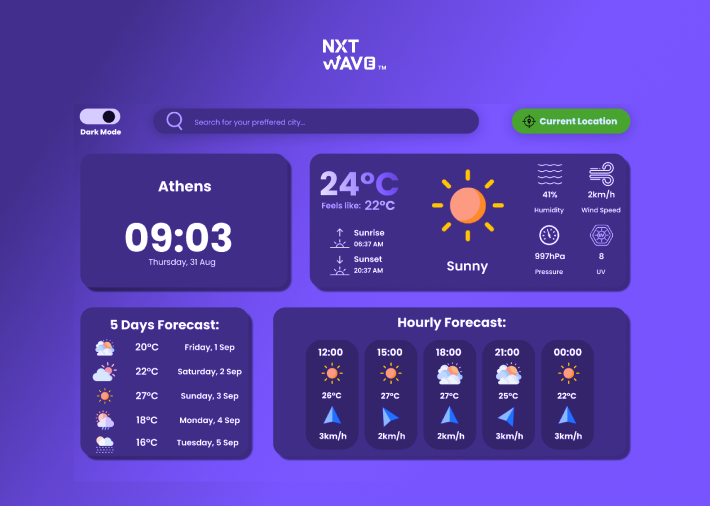 NXT
WAVE TM
Dark Mode
Search for your preffered city...
Current Location
Athens
09:03
Thursday, 31 Aug
24°C
Feels like: 22°C
Sunrise
06:37 AM
Sunset
20:37 AM
Sunny
41%
Humidity
2km/h
Wind Speed
997hPa
Pressure
8
UV
5 Days Forecast:
20°C Friday, 1 Sep
22°C Saturday, 2 Sep
27°C Sunday, 3 Sep
18°C Monday, 4 Sep
16°C Tuesday, 5 Sep
Hourly Forecast:
12:00 15:00 18:00 21:00 00:00
26°C 27°C 27°C 25°C 22°C
3km/h 2km/h 2km/h 3km/h 3km/h